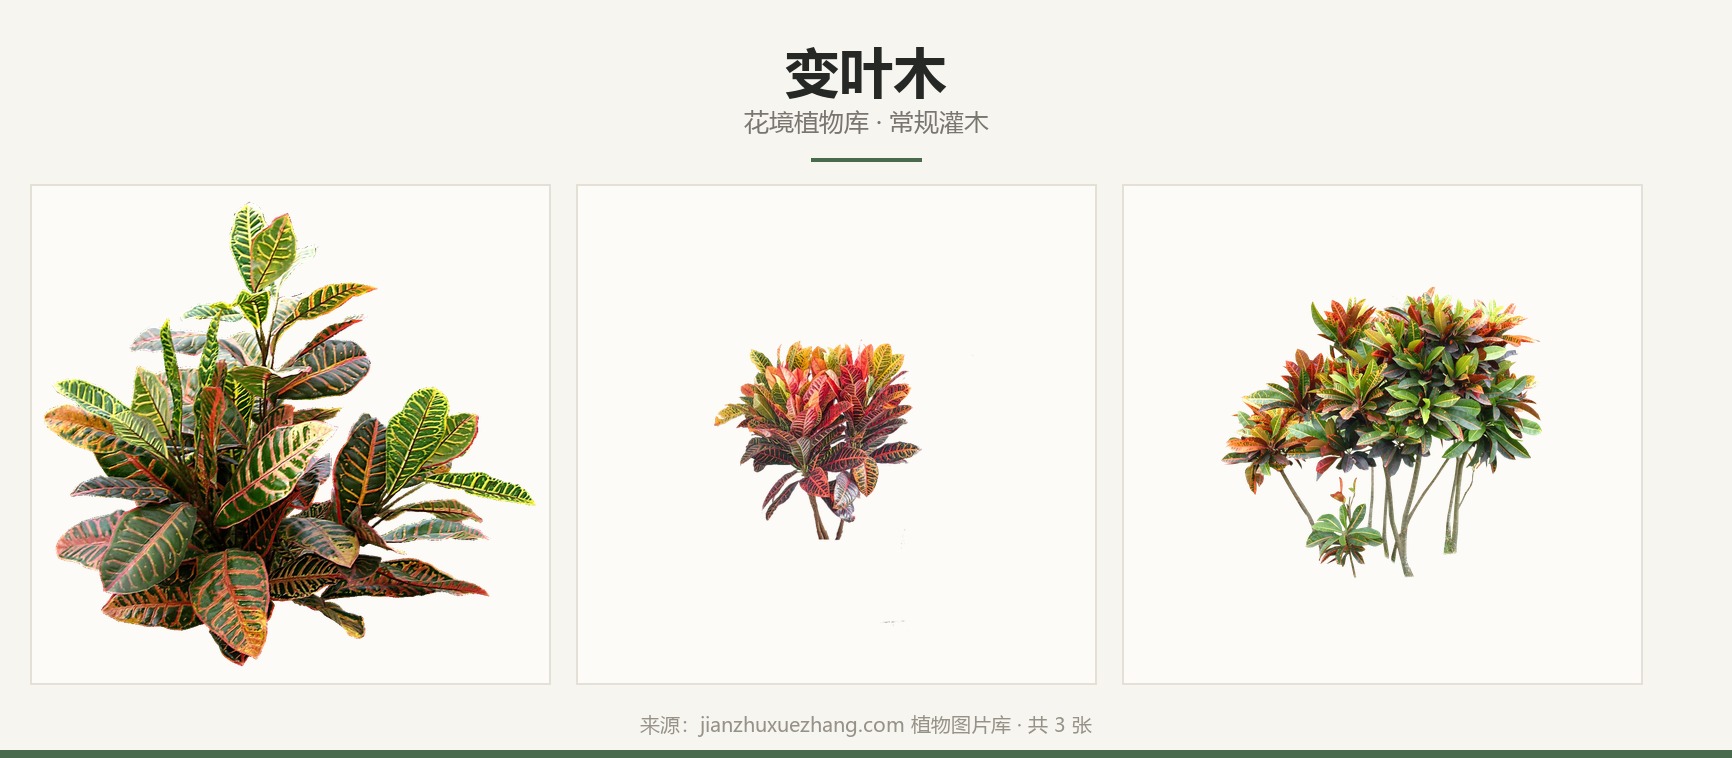 变叶木
花境植物库 · 常规灌木
来源：jianzhuxuezhang.com 植物图片库 · 共 3 张